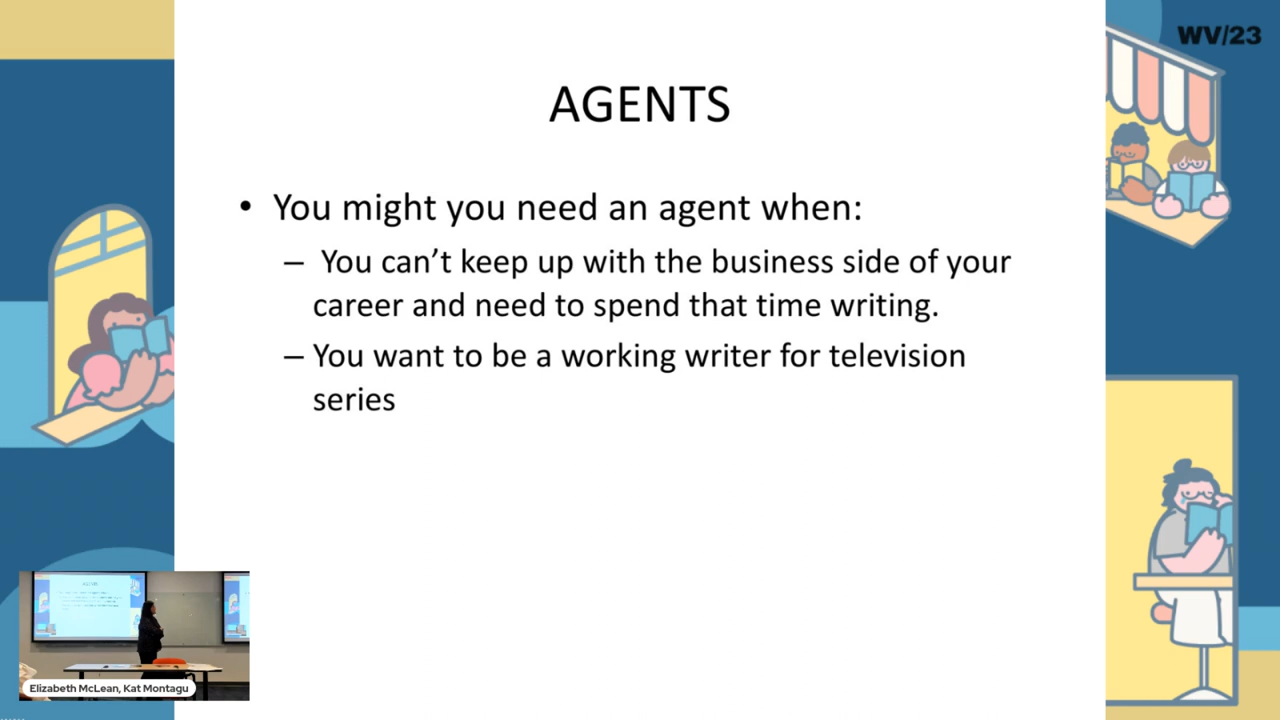 WV/23
AGENTS
• You might you need an agent when:
– You can’t keep up with the business side of your
career and need to spend that time writing.
– You want to be a working writer for television
series
Elizabeth McLean, Kat Montagu